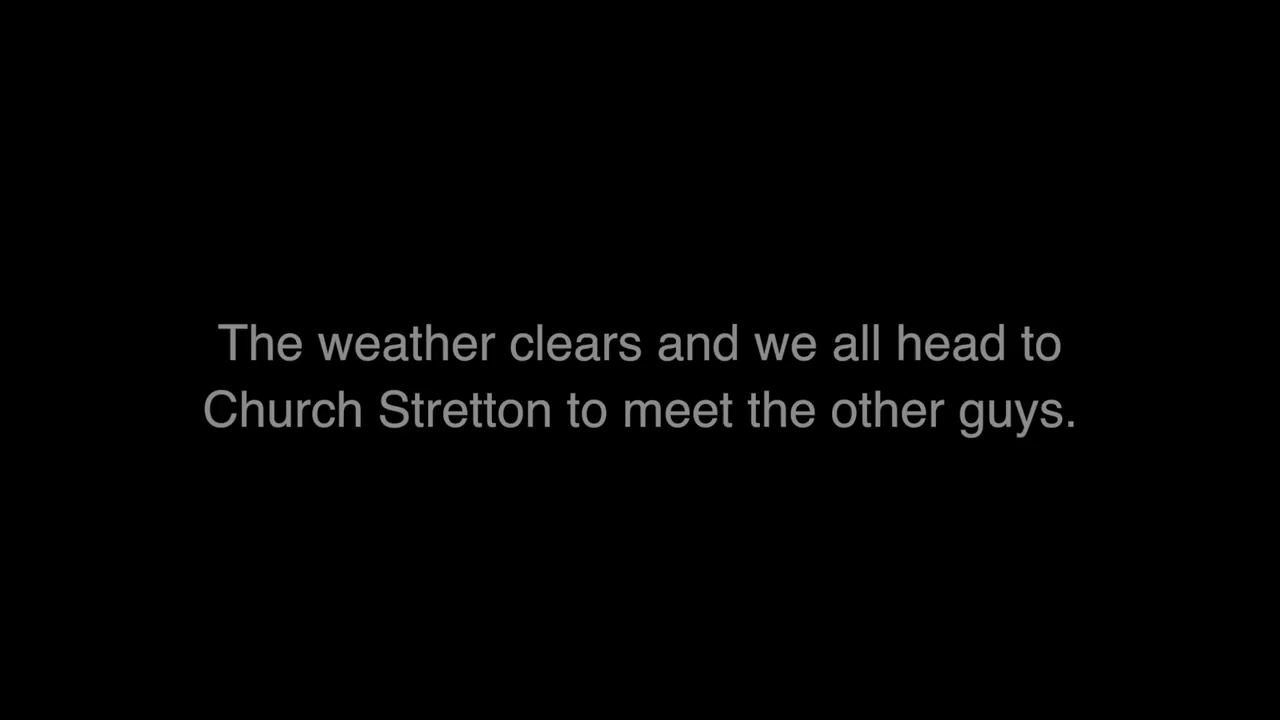 The weather clears and we all head to
Church Stretton to meet the other guys.